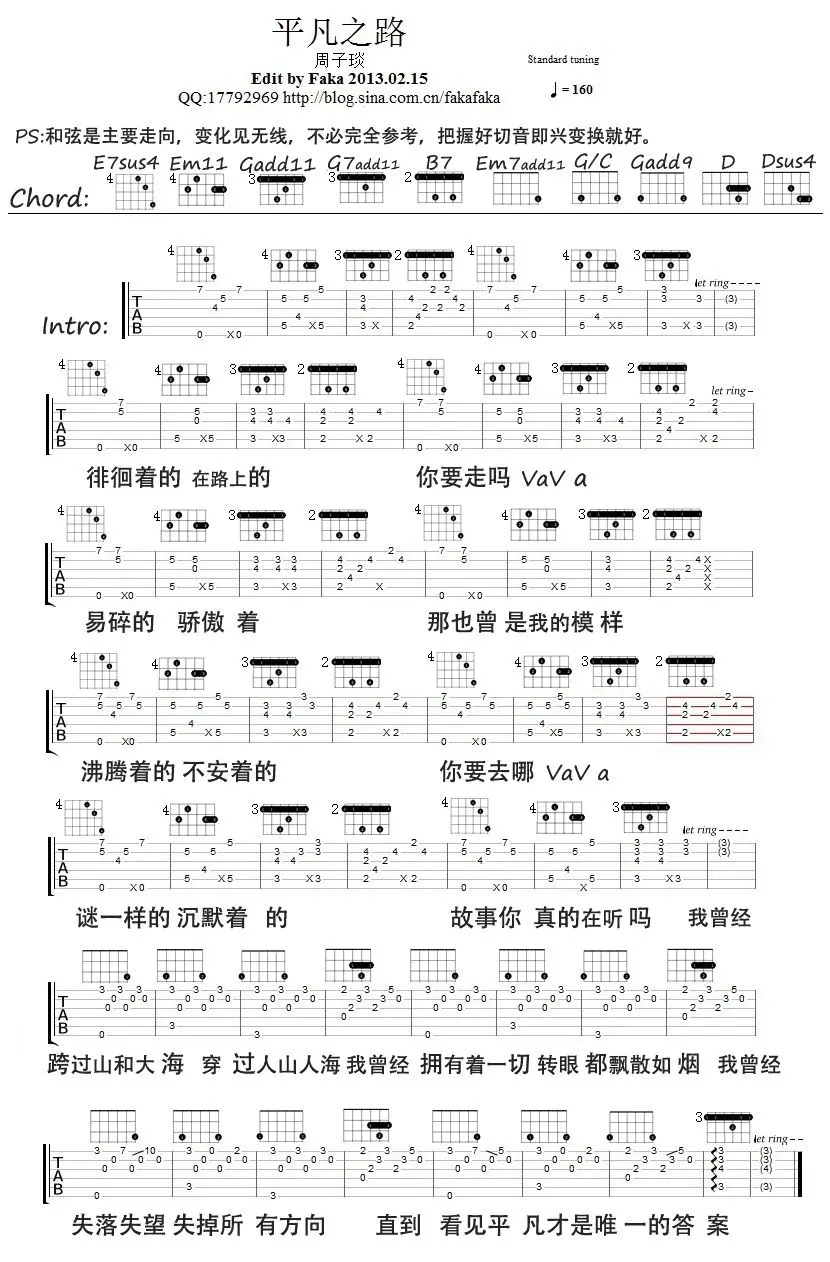 平凡之路
周子琰
Edit by Faka 2013.02.15
Standard tuning
QQ:17792969 http://blog.sina.com.cn/fakafaka
♩ = 160
PS:和弦是主要走向，变化见无线，不必完全参考，把握好切音即兴变换就好。
E7sus4 Em11 Gadd11 G7add11 B7 Em7add11 G/C Gadd9 D Dsus4
Chord:
let ring
Intro:
TAB
let ring
TAB
徘徊着的 在路上的 你要走吗 VaV a
TAB
易碎的 骄傲 着 那也曾 是我的模 样
TAB
沸腾着的 不安着的 你要去哪 VaV a
let ring
TAB
谜一样的 沉默着 的 故事你 真的在听 吗 我曾经
TAB
跨过山和大 海 穿 过人山人海 我曾经 拥有着一切 转眼 都飘散如 烟 我曾经
let ring
TAB
失落失望 失掉所 有方向 直到 看见平 凡才是唯 一的答 案